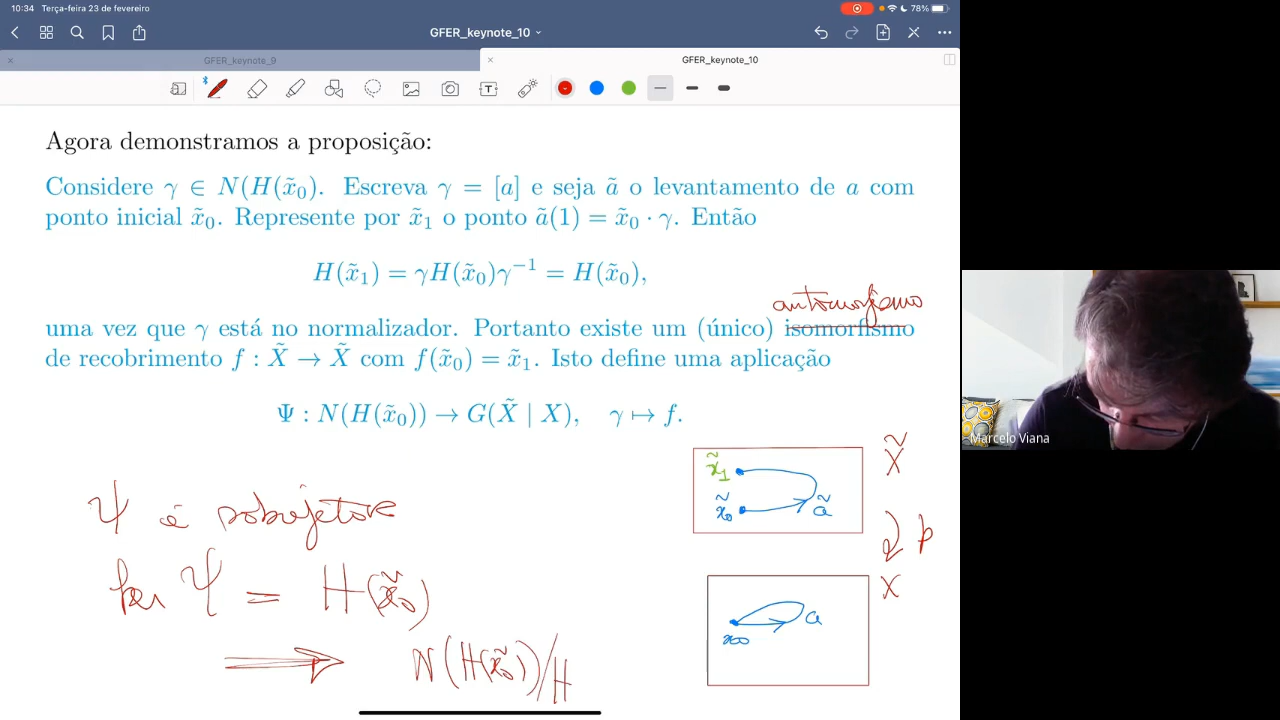 10:34 Terça-feira 23 de fevereiro
78%
GFER_keynote_10
GFER_keynote_9
GFER_keynote_10
Agora demonstramos a proposição:
Considere γ ∈ N(H(x̃₀). Escreva γ = [a] e seja ã o levantamento de a com
ponto inicial x̃₀. Represente por x̃₁ o ponto ã(1) = x̃₀ · γ. Então
H(x̃₁) = γH(x̃₀)γ⁻¹ = H(x̃₀),
automorfismo
uma vez que γ está no normalizador. Portanto existe um (único) isomorfismo
de recobrimento f : X̃ → X̃ com f(x̃₀) = x̃₁. Isto define uma aplicação
Ψ : N(H(x̃₀)) → G(X̃ | X), γ ↦ f.
Marcelo Viana
x̃₁
X̃
x̃₀ ã
p
Ψ é sobrejetora
ker Ψ = H(x̃₀)
X
a
x₀
⟹ N(H(x̃₀))/H